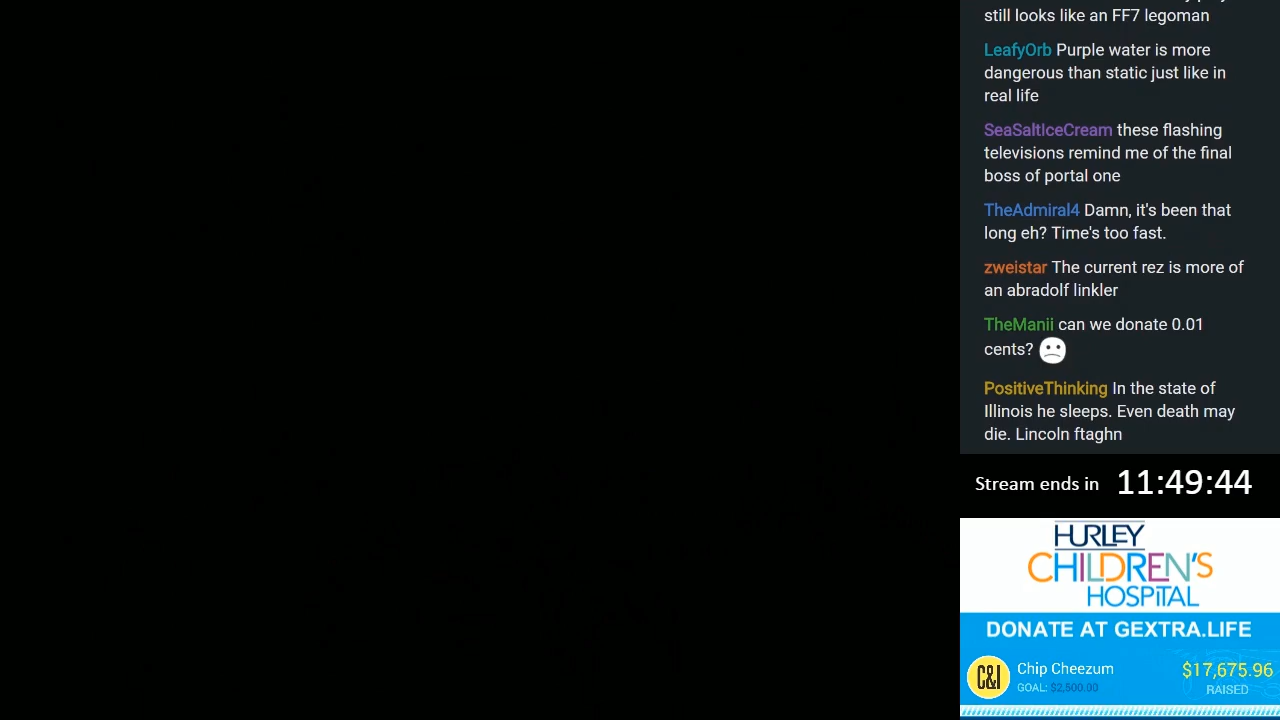 still looks like an FF7 legoman
LeafyOrb Purple water is more
dangerous than static just like in
real life
SeaSaltIceCream these flashing
televisions remind me of the final
boss of portal one
TheAdmiral4 Damn, it's been that
long eh? Time's too fast.
zweistar The current rez is more of
an abradolf linkler
TheManii can we donate 0.01
cents?
PositiveThinking In the state of
Illinois he sleeps. Even death may
die. Lincoln ftaghn
Stream ends in 11:49:44
HURLEY
CHILDREN'S
HOSPITAL
DONATE AT GEXTRA.LIFE
C&I Chip Cheezum $17,675.96
GOAL: $2,500.00 RAISED